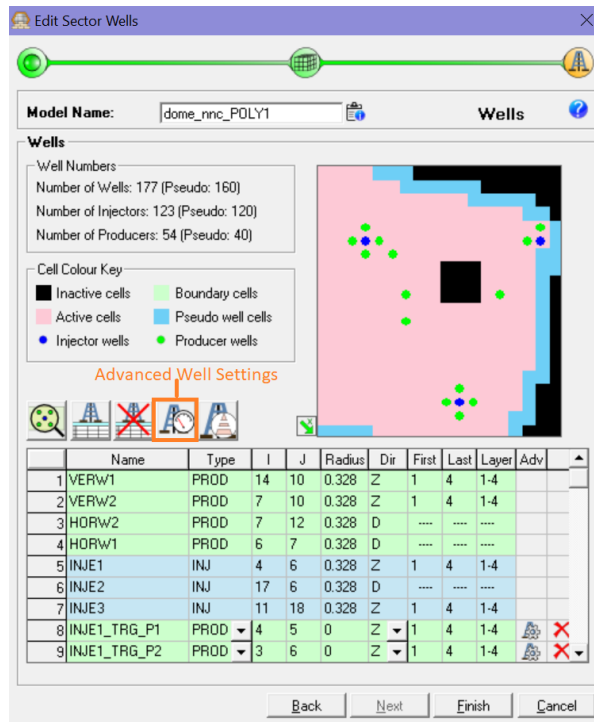 Edit Sector Wells
Model Name: dome_nnc_POLY1 Wells ?
Wells
Well Numbers
Number of Wells: 177 (Pseudo: 160)
Number of Injectors: 123 (Pseudo: 120)
Number of Producers: 54 (Pseudo: 40)
Cell Colour Key
Inactive cells Boundary cells
Active cells Pseudo well cells
Injector wells Producer wells
Advanced Well Settings
Name Type I J Radius Dir First Last Layer Adv
1 VERW1 PROD 14 10 0.328 Z 1 4 1-4
2 VERW2 PROD 7 10 0.328 Z 1 4 1-4
3 HORW2 PROD 7 12 0.328 D ---- ---- ----
4 HORW1 PROD 6 7 0.328 D ---- ---- ----
5 INJE1 INJ 4 6 0.328 Z 1 4 1-4
6 INJE2 INJ 17 6 0.328 D ---- ---- ----
7 INJE3 INJ 11 18 0.328 Z 1 4 1-4
8 INJE1_TRG_P1 PROD 4 5 0 Z 1 4 1-4
9 INJE1_TRG_P2 PROD 3 6 0 Z 1 4 1-4
Back Next Finish Cancel